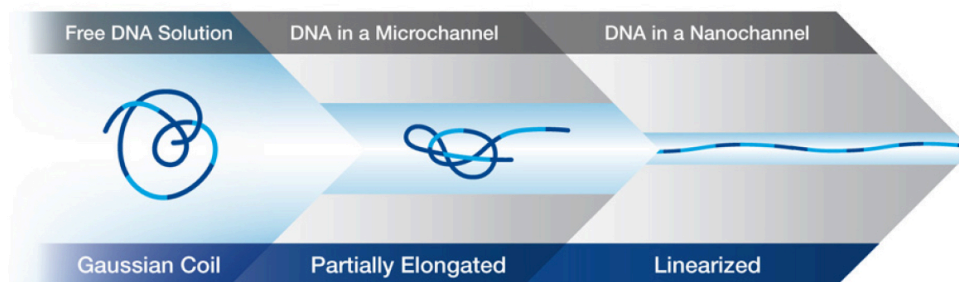 Free DNA Solution
DNA in a Microchannel
DNA in a Nanochannel
Gaussian Coil
Partially Elongated
Linearized